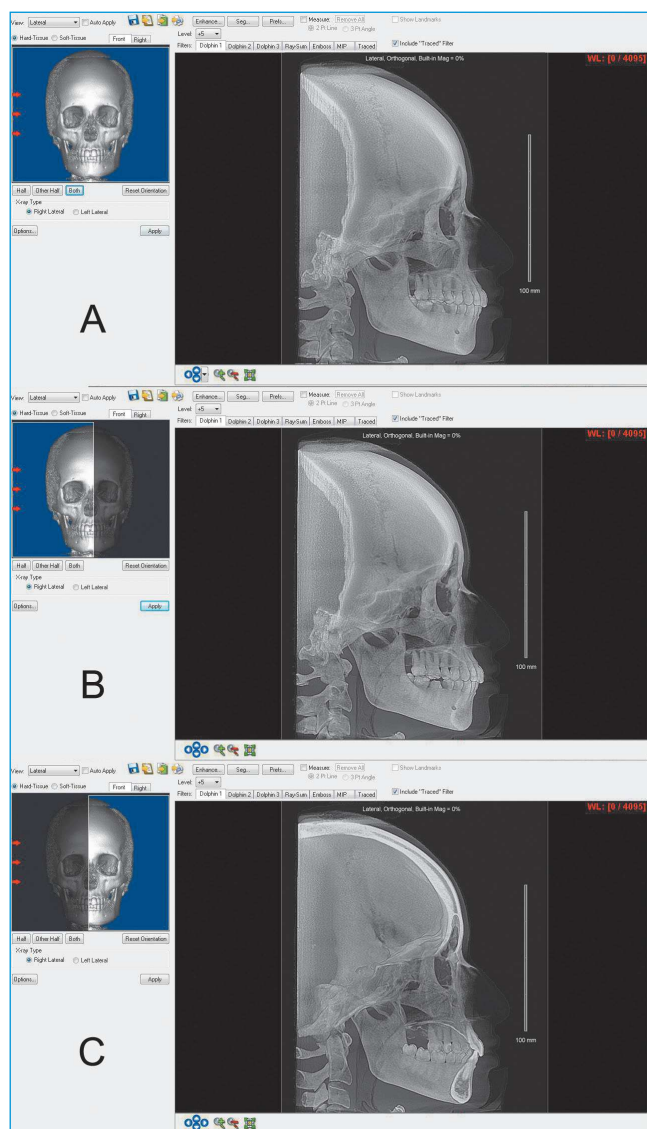 View: Lateral Auto Apply Enhance... Seg... Prefs... Measure: Remove All Show Landmarks
2 Pt Line 3 Pt Angle
Level: +5
Hard-Tissue Soft-Tissue Front Right
Filters: Dolphin 1 Dolphin 2 Dolphin 3 Ray-Sum Emboss MIP Traced Include "Traced" Filter
Lateral, Orthogonal, Built-in Mag = 0% WL: [0 / 4095]
Half Other Half Both Reset Orientation
X-ray Type
Right Lateral Left Lateral
Options... Apply
100 mm
A
View: Lateral Auto Apply Enhance... Seg... Prefs... Measure: Remove All Show Landmarks
2 Pt Line 3 Pt Angle
Level: +5
Hard-Tissue Soft-Tissue Front Right
Filters: Dolphin 1 Dolphin 2 Dolphin 3 Ray-Sum Emboss MIP Traced Include "Traced" Filter
Lateral, Orthogonal, Built-in Mag = 0% WL: [0 / 4095]
Half Other Half Both Reset Orientation
X-ray Type
Right Lateral Left Lateral
Options... Apply
100 mm
B
View: Lateral Auto Apply Enhance... Seg... Prefs... Measure: Remove All Show Landmarks
2 Pt Line 3 Pt Angle
Level: +5
Hard-Tissue Soft-Tissue Front Right
Filters: Dolphin 1 Dolphin 2 Dolphin 3 Ray-Sum Emboss MIP Traced Include "Traced" Filter
Lateral, Orthogonal, Built-in Mag = 0% WL: [0 / 4095]
Half Other Half Both Reset Orientation
X-ray Type
Right Lateral Left Lateral
Options... Apply
100 mm
C